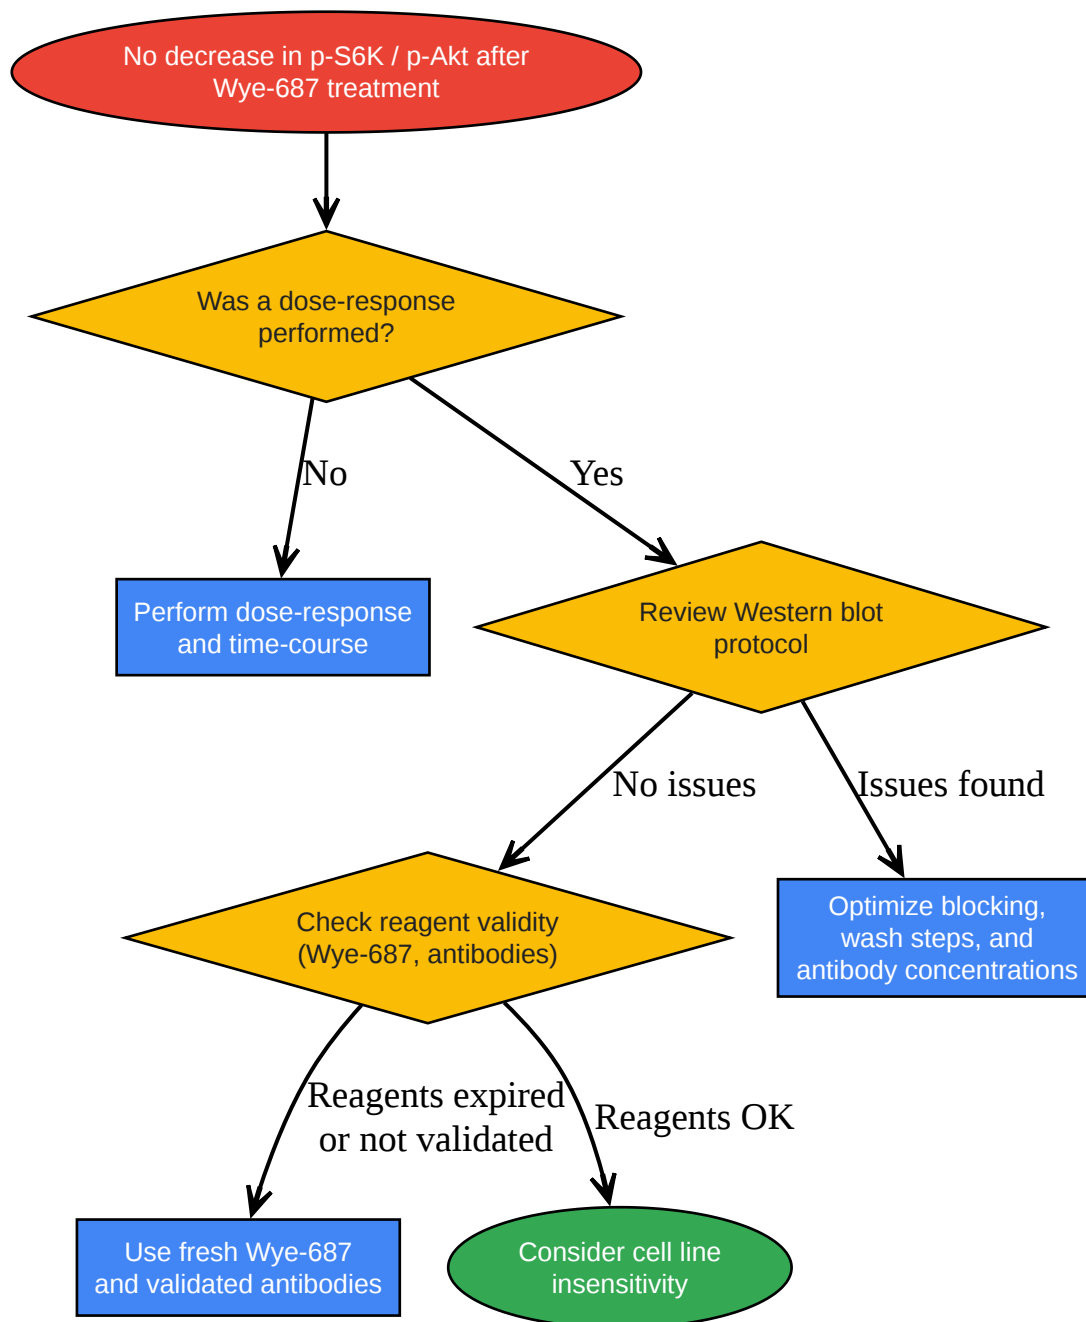 No decrease in p-S6K / p-Akt after
Wye-687 treatment
Was a dose-response
performed?
No
Yes
Perform dose-response
and time-course
Review Western blot
protocol
No issues
Issues found
Check reagent validity
(Wye-687, antibodies)
Optimize blocking,
wash steps, and
antibody concentrations
Reagents expired
or not validated
Reagents OK
Use fresh Wye-687
and validated antibodies
Consider cell line
insensitivity